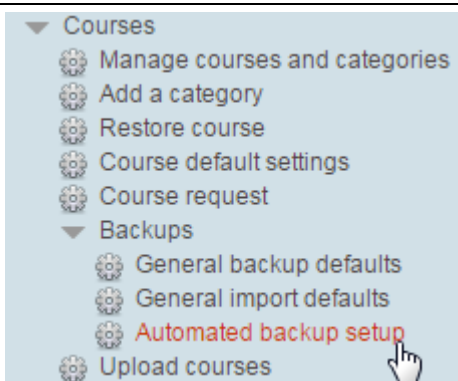 Courses
Manage courses and categories
Add a category
Restore course
Course default settings
Course request
Backups
General backup defaults
General import defaults
Automated backup setup
Upload courses